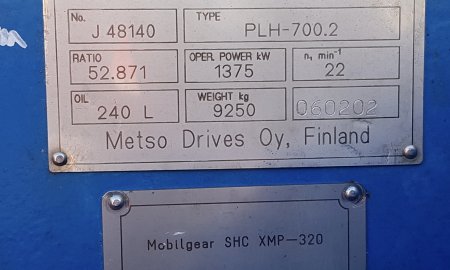 No. J 48140 TYPE PLH-700.2
RATIO 52.871 OPER. POWER kW 1375 n, min⁻¹ 22
OIL 240 L WEIGHT kg 9250 060202
Metso Drives Oy, Finland
Mobilgear SHC XMP-320